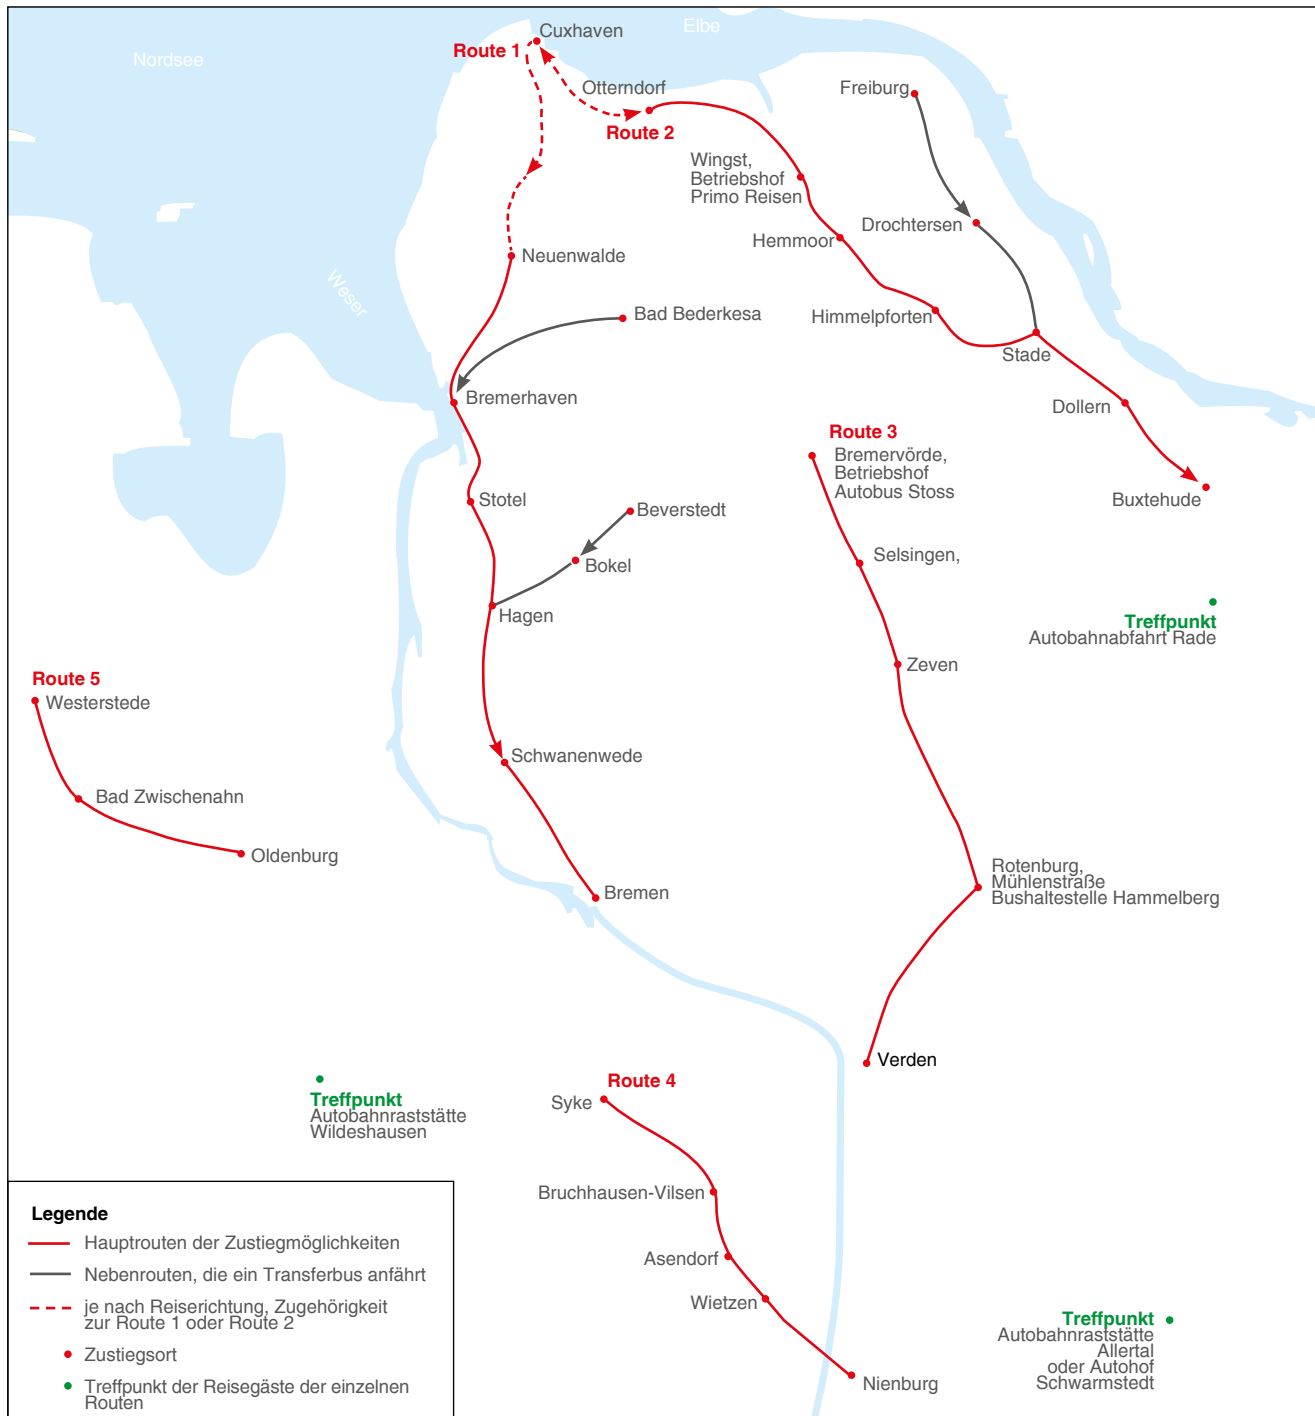 Nordsee
Elbe
Weser
Route 1
Cuxhaven
Otterndorf
Route 2
Freiburg
Wingst,
Betriebshof
Primo Reisen
Drochtersen
Hemmoor
Neuenwalde
Himmelpforten
Bad Bederkesa
Stade
Bremerhaven
Dollern
Route 3
Bremervörde,
Betriebshof
Autobus Stoss
Buxtehude
Stotel
Beverstedt
Bokel
Selsingen,
Hagen
Treffpunkt
Autobahnabfahrt Rade
Zeven
Route 5
Westerstede
Schwanenwede
Bad Zwischenahn
Oldenburg
Bremen
Rotenburg,
Mühlenstraße
Bushaltestelle Hammelberg
Verden
Treffpunkt
Autobahnraststätte
Wildeshausen
Route 4
Syke
Bruchhausen-Vilsen
Asendorf
Wietzen
Nienburg
Treffpunkt
Autobahnraststätte
Allertal
oder Autohof
Schwarmstedt
Legende
Hauptrouten der Zustiegmöglichkeiten
Nebenrouten, die ein Transferbus anfährt
je nach Reiserichtung, Zugehörigkeit
zur Route 1 oder Route 2
Zustiegsort
Treffpunkt der Reisegäste der einzelnen
Routen